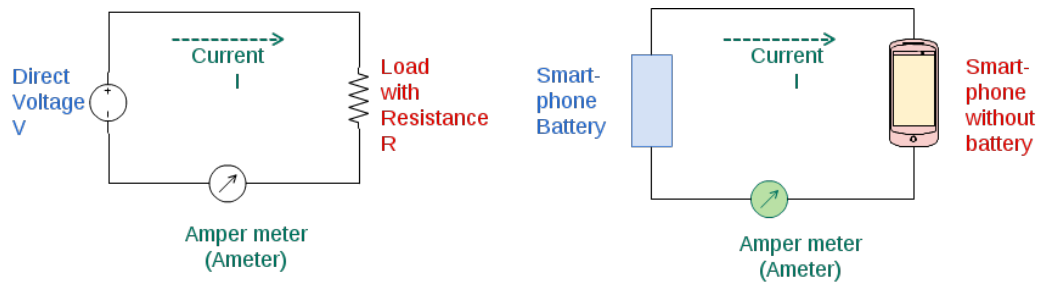 Current
I
Direct
Voltage
V
Load
with
Resistance
R
Amper meter
(Ameter)
Current
I
Smart-
phone
Battery
Smart-
phone
without
battery
Amper meter
(Ameter)